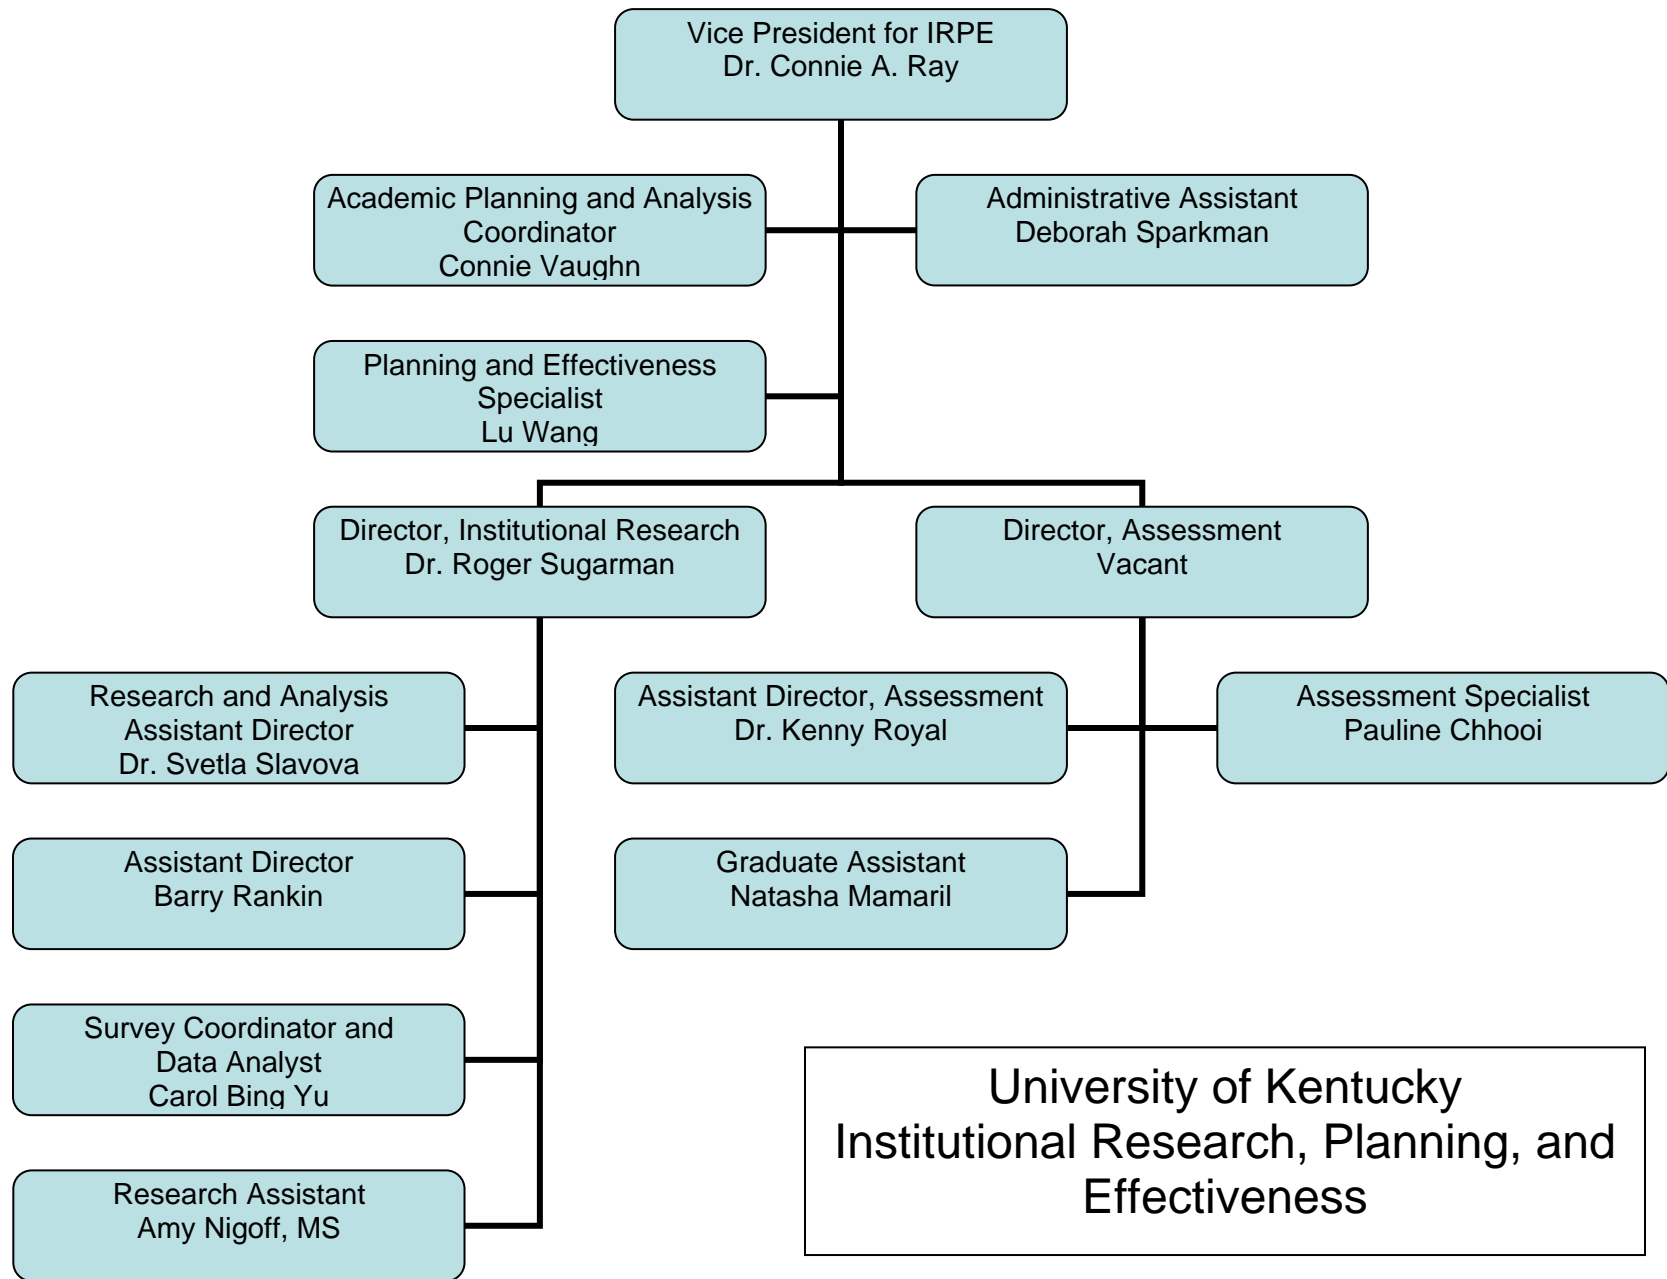 Vice President for IRPE
Dr. Connie A. Ray
Academic Planning and Analysis
Coordinator
Connie Vaughn
Administrative Assistant
Deborah Sparkman
Planning and Effectiveness
Specialist
Lu Wang
Director, Institutional Research
Dr. Roger Sugarman
Director, Assessment
Vacant
Research and Analysis
Assistant Director
Dr. Svetla Slavova
Assistant Director, Assessment
Dr. Kenny Royal
Assessment Specialist
Pauline Chhooi
Assistant Director
Barry Rankin
Graduate Assistant
Natasha Mamaril
Survey Coordinator and
Data Analyst
Carol Bing Yu
Research Assistant
Amy Nigoff, MS
University of Kentucky
Institutional Research, Planning, and
Effectiveness